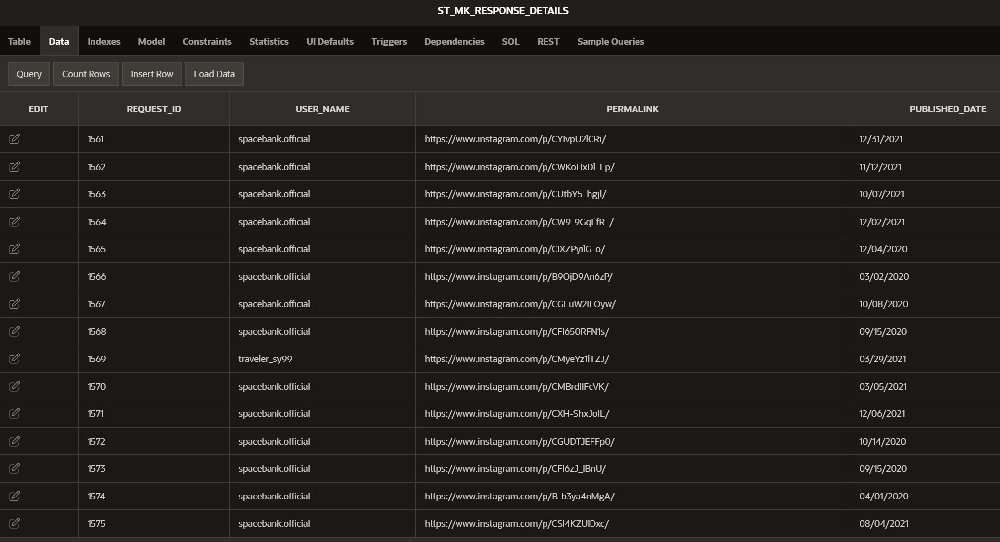 ST_MK_RESPONSE_DETAILS
Table Data Indexes Model Constraints Statistics UI Defaults Triggers Dependencies SQL REST Sample Queries
Query Count Rows Insert Row Load Data
EDIT REQUEST_ID USER_NAME PERMALINK PUBLISHED_DATE
1561 spacebank.official https://www.instagram.com/p/CYIvpU2lCRi/ 12/31/2021
1562 spacebank.official https://www.instagram.com/p/CWKoHxDl_Ep/ 11/12/2021
1563 spacebank.official https://www.instagram.com/p/CUtbY5_hgjl/ 10/07/2021
1564 spacebank.official https://www.instagram.com/p/CW9-9GqFfR_/ 12/02/2021
1565 spacebank.official https://www.instagram.com/p/CIXZPyilG_o/ 12/04/2020
1566 spacebank.official https://www.instagram.com/p/B9OjD9An6zP/ 03/02/2020
1567 spacebank.official https://www.instagram.com/p/CGEuW2IFOyw/ 10/08/2020
1568 spacebank.official https://www.instagram.com/p/CFI650RFN1s/ 09/15/2020
1569 traveler_sy99 https://www.instagram.com/p/CMyeYz1lTZJ/ 03/29/2021
1570 spacebank.official https://www.instagram.com/p/CMBrdIlFcVK/ 03/05/2021
1571 spacebank.official https://www.instagram.com/p/CXH-ShxJoIL/ 12/06/2021
1572 spacebank.official https://www.instagram.com/p/CGUDTJEFFp0/ 10/14/2020
1573 spacebank.official https://www.instagram.com/p/CFI6zJ_lBnU/ 09/15/2020
1574 spacebank.official https://www.instagram.com/p/B-b3ya4nMgA/ 04/01/2020
1575 spacebank.official https://www.instagram.com/p/CSI4KZUlDxc/ 08/04/2021